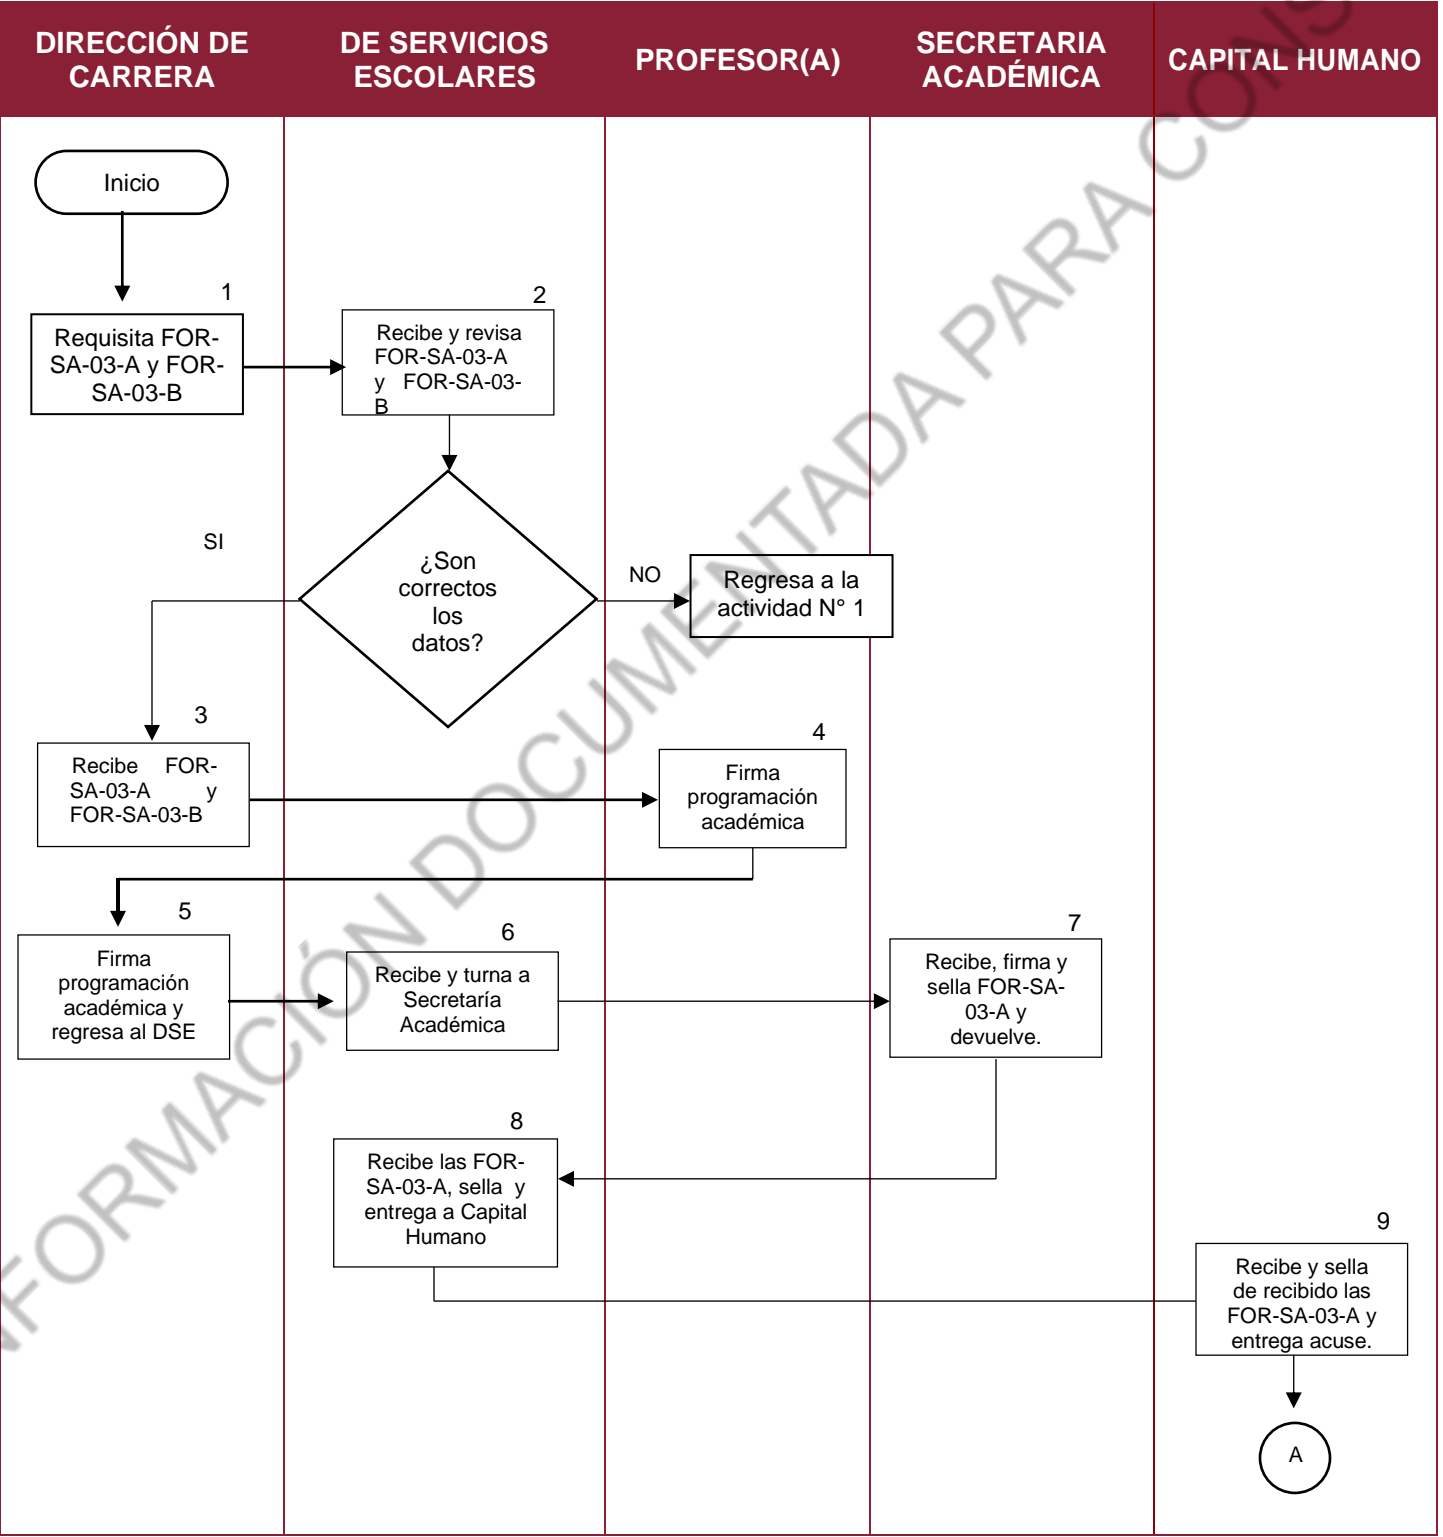 DIRECCIÓN DE
CARRERA
DE SERVICIOS
ESCOLARES
PROFESOR(A)
SECRETARIA
ACADÉMICA
CAPITAL HUMANO
Inicio
1
Requisita FOR-
SA-03-A y FOR-
SA-03-B
2
Recibe y revisa
FOR-SA-03-A
y FOR-SA-03-
B
¿Son
correctos
los
datos?
SI
NO
Regresa a la
actividad N° 1
3
Recibe FOR-
SA-03-A y
FOR-SA-03-B
4
Firma
programación
académica
5
Firma
programación
académica y
regresa al DSE
6
Recibe y turna a
Secretaría
Académica
7
Recibe, firma y
sella FOR-SA-
03-A y
devuelve.
8
Recibe las FOR-
SA-03-A, sella y
entrega a Capital
Humano
9
Recibe y sella
de recibido las
FOR-SA-03-A y
entrega acuse.
A
NFORMACIÓN DOCUMENTADA PARA CONS